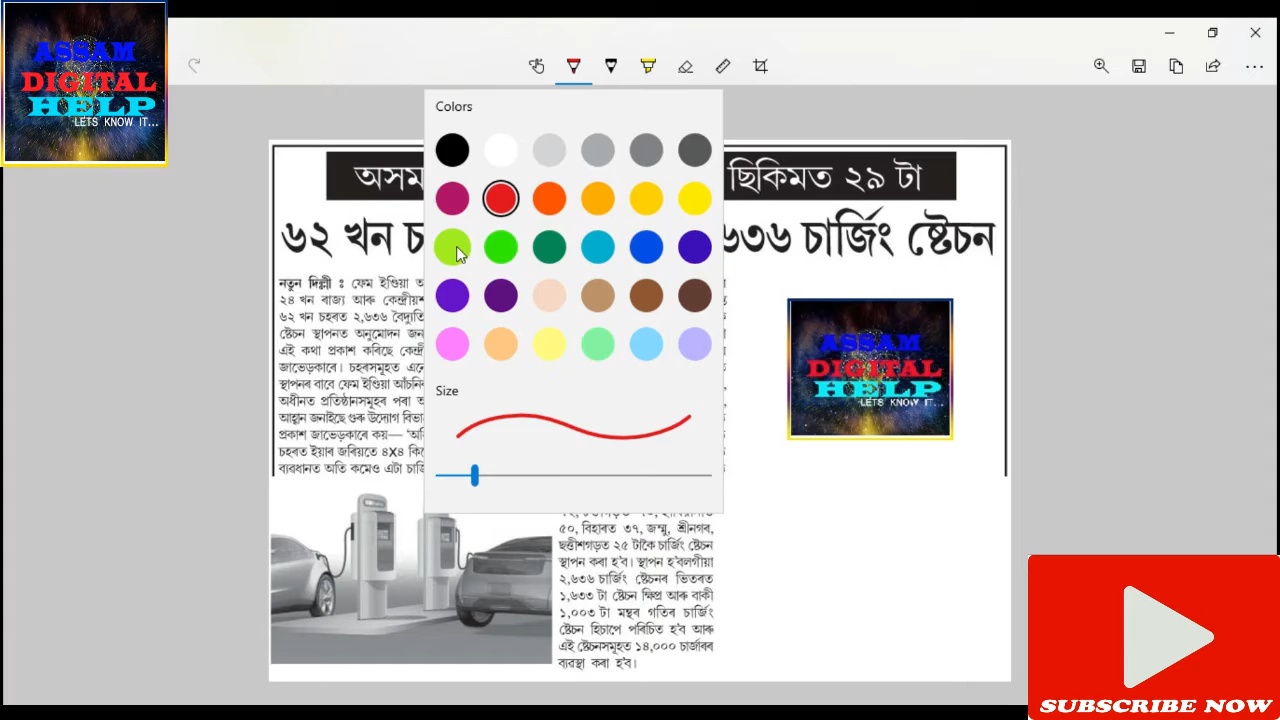 ASSAM
DIGITAL
HELP
LETS KNOW IT...
Colors
অসম
ছিকিমত ২৯ টা
৬২ খন চ
৬৩৬ চাৰ্জিং ষ্টেচন
নতুন দিল্লী ঃ ফেম ইণ্ডিয়া আ
২৪ খন ৰাজ্য আৰু কেন্দ্ৰীয়শ
৬২ খন চহৰত ২,৬৩৬ বৈদ্যুতি
ষ্টেচন স্থাপনত অনুমোদন জন
এই কথা প্ৰকাশ কৰিছে কেন্দ্ৰী
জাভেড়কাৰে। চহৰসমূহত এনে
স্থাপনৰ বাবে ফেম ইণ্ডিয়া আঁচনিৰ
অধীনত প্ৰতিষ্ঠানসমূহৰ পৰা অ
আহ্বান জনাইছে গুৰু উদ্যোগ বিভা
প্ৰকাশ জাভেড়কাৰে কয়— ‘অ
চহৰত ইয়াৰ জৰিয়তে ৪X৪ কি
ব্যৱধানত অতি কমেও এটা চাৰ্জি
ASSAM
DIGITAL
HELP
LETS KNOW IT...
Size
৫০, বিহাৰত ৩৭, জম্মু, শ্ৰীনগৰ,
ছত্তীশগড়ত ২৫ টাকৈ চাৰ্জিং ষ্টেচন
স্থাপন কৰা হ’ব। স্থাপন হ’বলগীয়া
২,৬৩৬ চাৰ্জিং ষ্টেচনৰ ভিতৰত
১,৬৩৩ টা ষ্টেচন ক্ষিপ্ৰ আৰু বাকী
১,০০৩ টা মন্থৰ গতিৰ চাৰ্জিং
ষ্টেচন হিচাপে পৰিচিত হ’ব আৰু
এই ষ্টেচনসমূহত ১৪,০০০ চাৰ্জাৰৰ
ব্যৱস্থা কৰা হ’ব।
SUBSCRIBE NOW